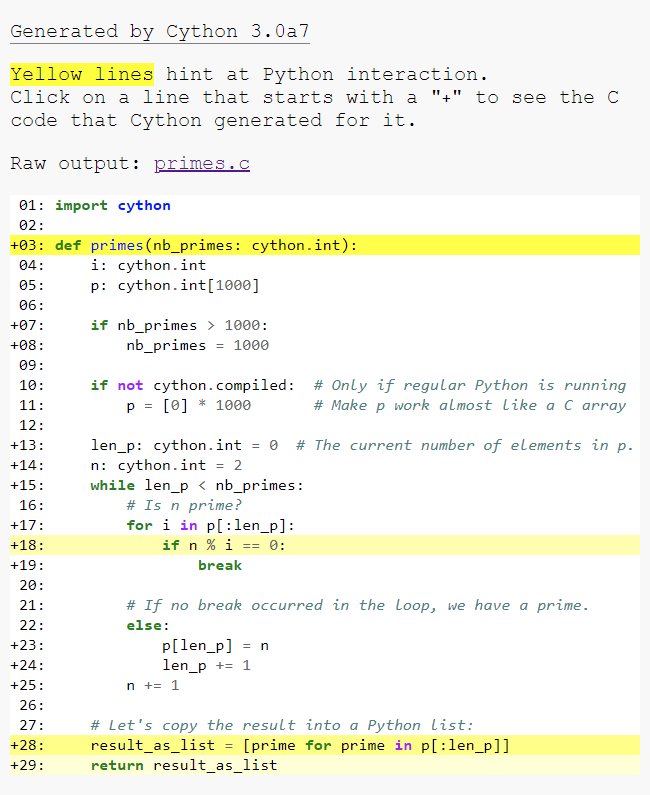 Generated by Cython 3.0a7
Yellow lines hint at Python interaction.
Click on a line that starts with a "+" to see the C
code that Cython generated for it.
Raw output: primes.c
 01: import cython
 02:
+03: def primes(nb_primes: cython.int):
 04:     i: cython.int
 05:     p: cython.int[1000]
 06:
+07:     if nb_primes > 1000:
+08:         nb_primes = 1000
 09:
 10:     if not cython.compiled:  # Only if regular Python is running
 11:         p = [0] * 1000       # Make p work almost like a C array
 12:
+13:     len_p: cython.int = 0  # The current number of elements in p.
+14:     n: cython.int = 2
+15:     while len_p < nb_primes:
 16:         # Is n prime?
+17:         for i in p[:len_p]:
+18:             if n % i == 0:
+19:                 break
 20:
 21:         # If no break occurred in the loop, we have a prime.
 22:         else:
+23:             p[len_p] = n
+24:             len_p += 1
+25:         n += 1
 26:
 27:     # Let's copy the result into a Python list:
+28:     result_as_list = [prime for prime in p[:len_p]]
+29:     return result_as_list